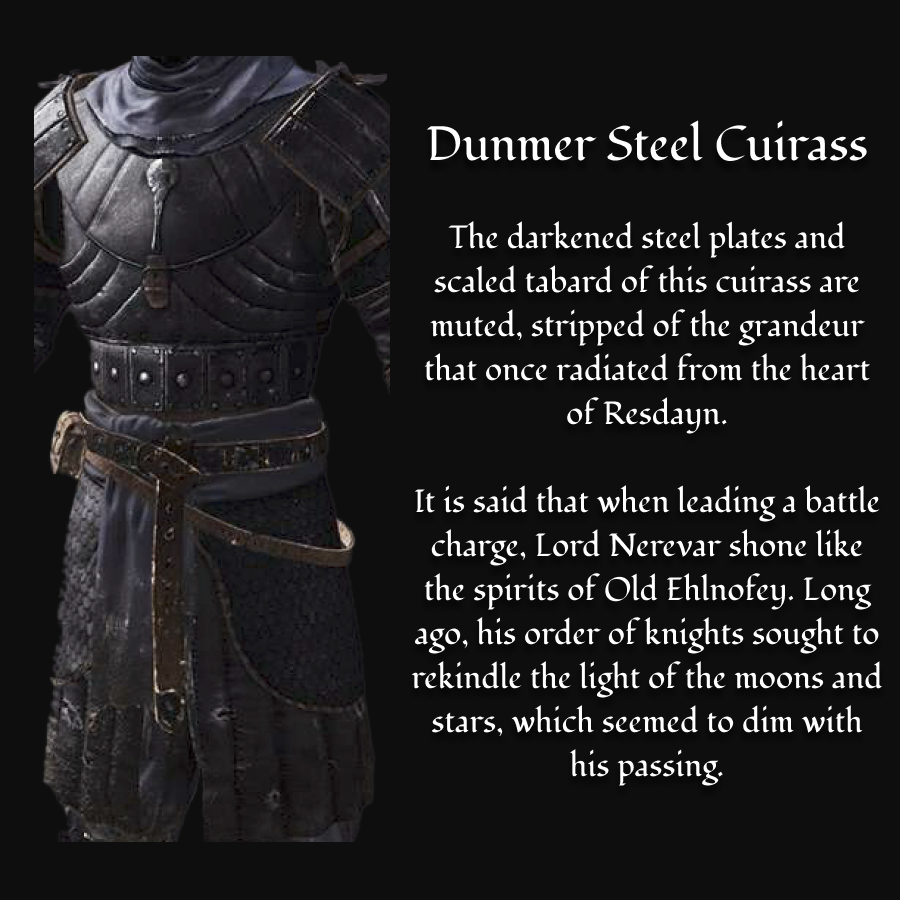 Dunmer Steel Cuirass
The darkened steel plates and
scaled tabard of this cuirass are
muted, stripped of the grandeur
that once radiated from the heart
of Resdayn.
It is said that when leading a battle
charge, Lord Nerevar shone like
the spirits of Old Ehlnofey. Long
ago, his order of knights sought to
rekindle the light of the moons and
stars, which seemed to dim with
his passing.